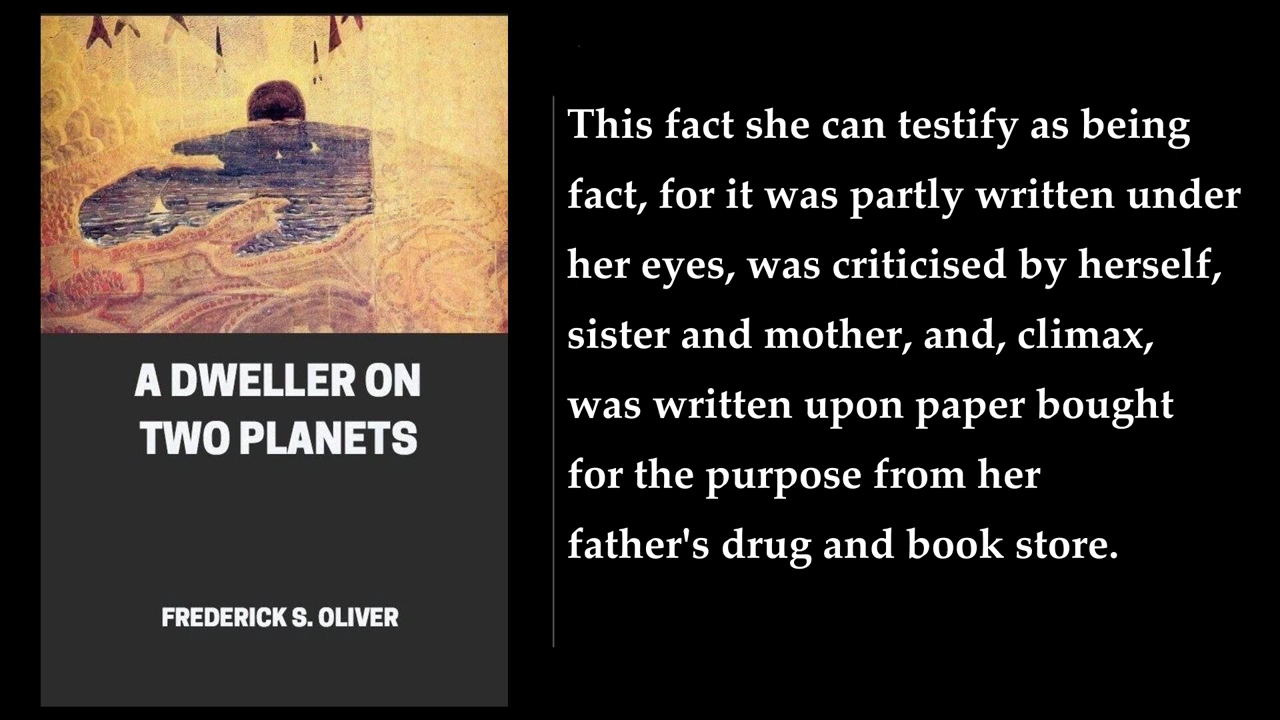 A DWELLER ON
TWO PLANETS
FREDERICK S. OLIVER
This fact she can testify as being
fact, for it was partly written under
her eyes, was criticised by herself,
sister and mother, and, climax,
was written upon paper bought
for the purpose from her
father's drug and book store.